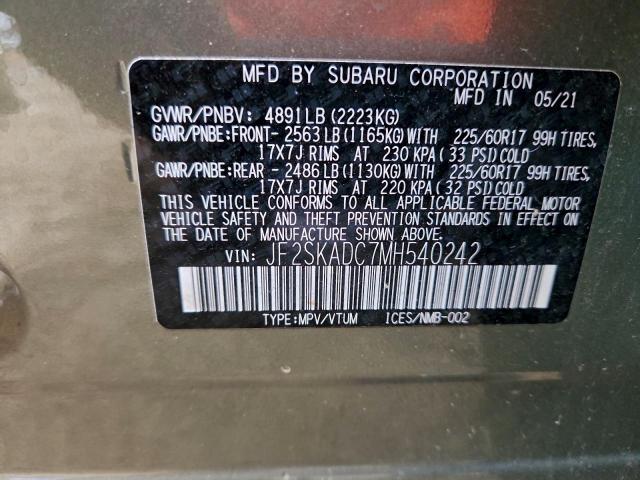 MFD BY SUBARU CORPORATION
MFD IN 05/21
GVWR/PNBV: 4891LB (2223KG)
GAWR/PNBE:FRONT- 2563 LB (1165KG) WITH 225/60R17 99H TIRES,
17X7J RIMS AT 230 KPA (33 PSI) COLD
GAWR/PNBE:REAR - 2486 LB (1130KG) WITH 225/60R17 99H TIRES,
17X7J RIMS AT 220 KPA (32 PSI) COLD
THIS VEHICLE CONFORMS TO ALL APPLICABLE FEDERAL MOTOR
VEHICLE SAFETY AND THEFT PREVENTION STANDARDS IN EFFECT
ON THE DATE OF MANUFACTURE SHOWN ABOVE.
VIN: JF2SKADC7MH540242
TYPE:MPV/VTUM ICES/NMB-002